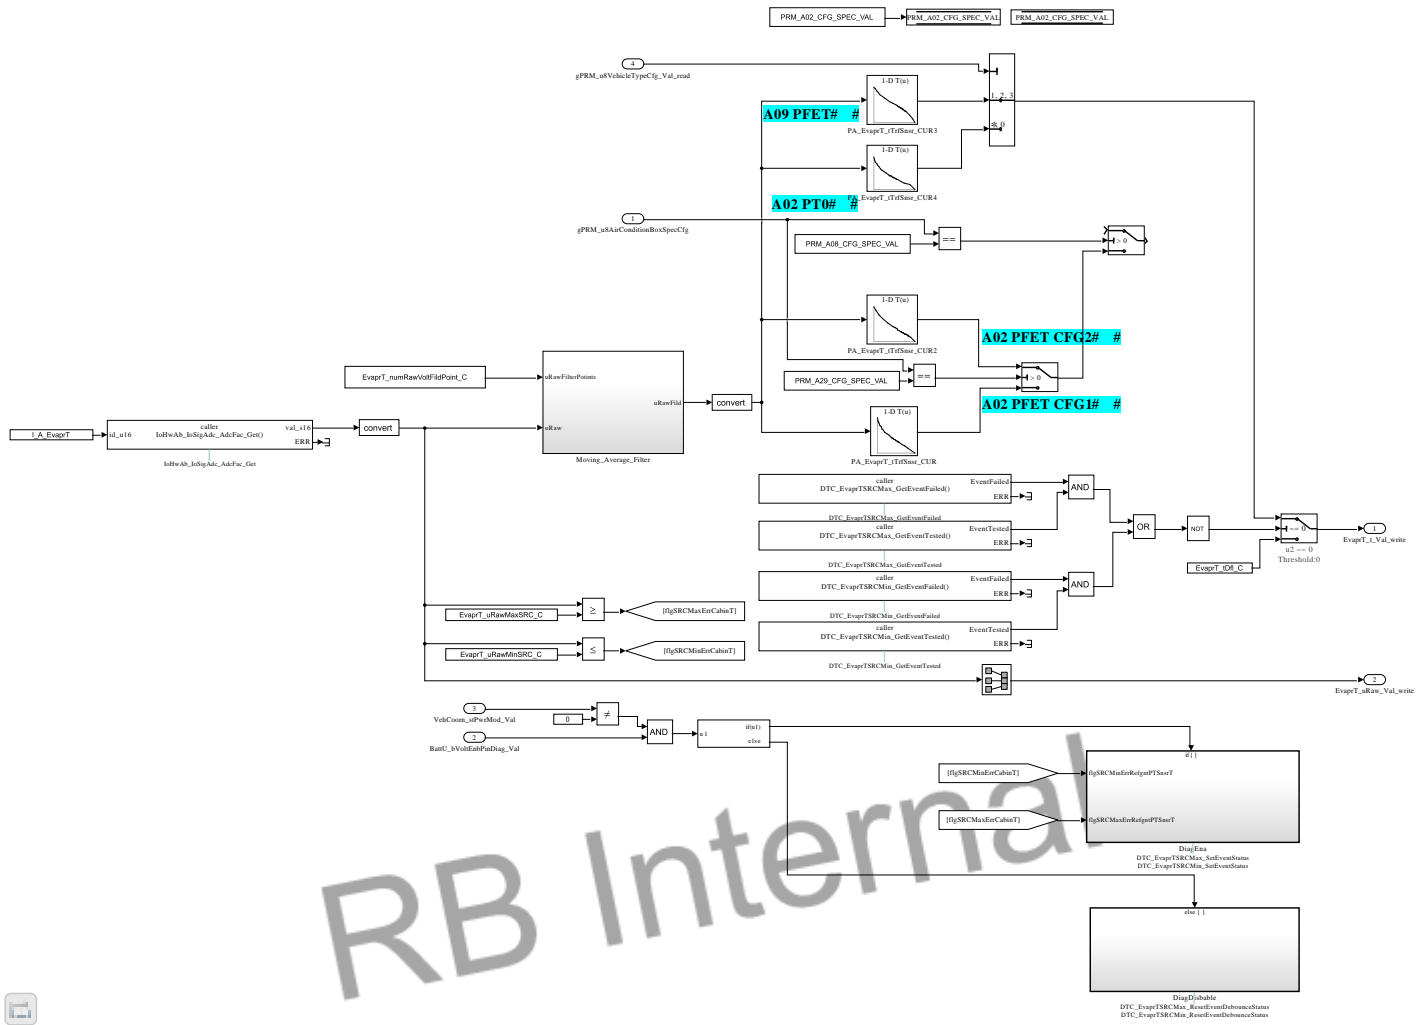 PRM_A02_CFG_SPEC_VAL
PRM_A02_CFG_SPEC_VAL
PRM_A02_CFG_SPEC_VAL
4
gPRM_u8VehicleTypeCfg_Val_read
1-D T(u)
1, 2, 3
A09 PFET# #
PA_EvaprT_tTrfSnsr_CUR3
*, 0
1-D T(u)
PA_EvaprT_tTrfSnsr_CUR4
A02 PT0# #
1
gPRM_u8AirConditionBoxSpecCfg
PRM_A08_CFG_SPEC_VAL
==
> 0
1-D T(u)
PA_EvaprT_tTrfSnsr_CUR2
A02 PFET CFG2# #
PRM_A29_CFG_SPEC_VAL
==
> 0
A02 PFET CFG1# #
EvaprT_numRawVoltFildPoint_C
uRawFilterPotints
uRawFild
uRaw
Moving_Average_Filter
convert
1-D T(u)
PA_EvaprT_tTrfSnsr_CUR
I_A_EvaprT
id_u16
caller
IoHwAb_IoSigAdc_AdcFac_Get()
val_s16
ERR
IoHwAb_IoSigAdc_AdcFac_Get
convert
caller
DTC_EvaprTSRCMax_GetEventFailed()
EventFailed
ERR
DTC_EvaprTSRCMax_GetEventFailed
AND
caller
DTC_EvaprTSRCMax_GetEventTested()
EventTested
ERR
DTC_EvaprTSRCMax_GetEventTested
OR
NOT
~= 0
u2 ~= 0
Threshold:0
1
EvaprT_t_Val_write
EvaprT_tDfl_C
caller
DTC_EvaprTSRCMin_GetEventFailed()
EventFailed
ERR
DTC_EvaprTSRCMin_GetEventFailed
AND
caller
DTC_EvaprTSRCMin_GetEventTested()
EventTested
ERR
DTC_EvaprTSRCMin_GetEventTested
EvaprT_uRawMaxSRC_C
≥
[flgSRCMaxErrCabinT]
EvaprT_uRawMinSRC_C
≤
[flgSRCMinErrCabinT]
2
EvaprT_uRaw_Val_write
3
VehCoorn_stPwrMod_Val
0
≠
2
BattU_bVoltEnbPinDiag_Val
AND
u1
if(u1)
else
[flgSRCMinErrCabinT]
[flgSRCMaxErrCabinT]
if { }
flgSRCMinErrRefgntPTSnsrT
flgSRCMaxErrRefgntPTSnsrT
DiagEna
DTC_EvaprTSRCMax_SetEventStatus
DTC_EvaprTSRCMin_SetEventStatus
else { }
DiagDisbable
DTC_EvaprTSRCMax_ResetEventDebounceStatus
DTC_EvaprTSRCMin_ResetEventDebounceStatus
RB Internal